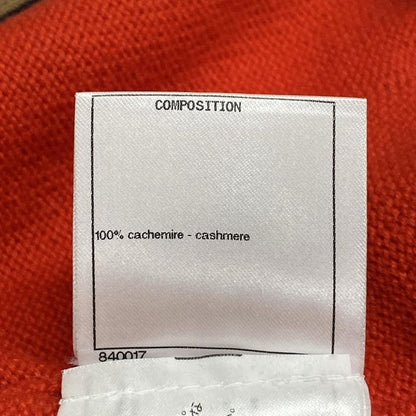 COMPOSITION
100% cachemire - cashmere
840017